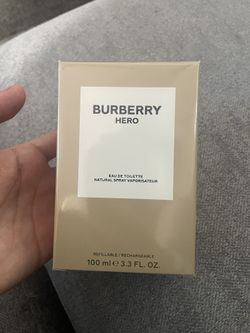 BURBERRY
HERO
EAU DE TOILETTE
NATURAL SPRAY VAPORISATEUR
REFILLABLE / RECHARGEABLE
100 ml ℮ 3.3 FL. OZ.